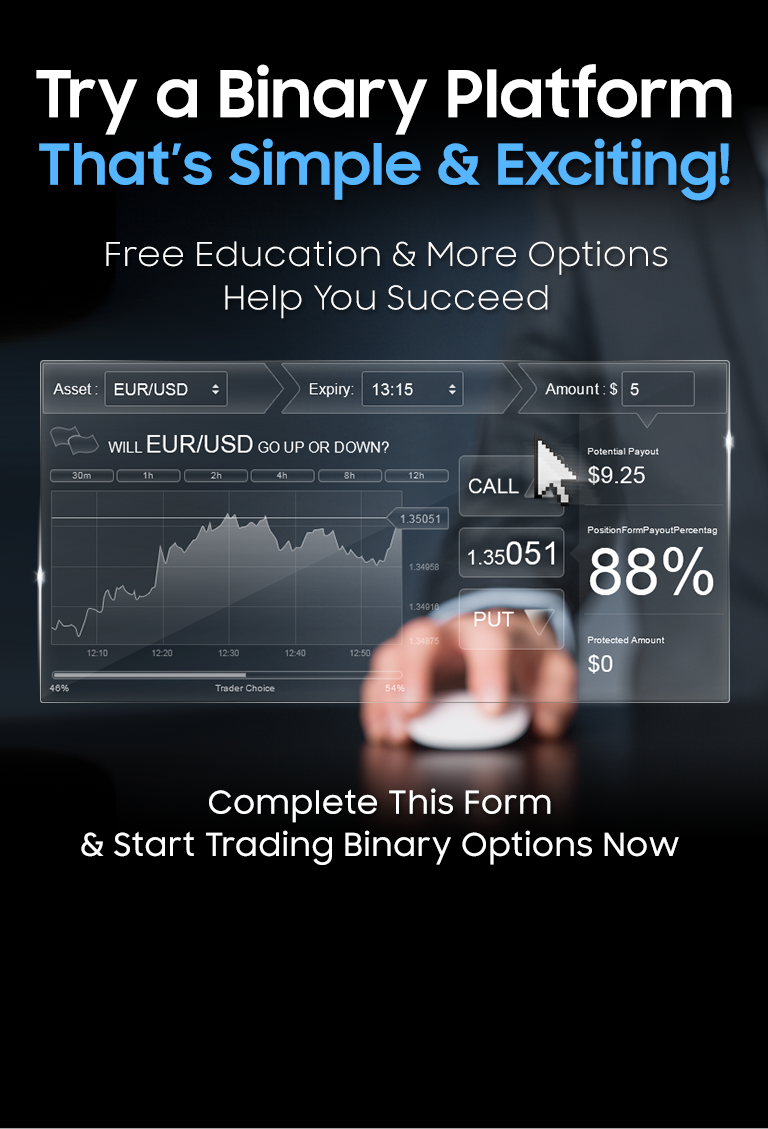 Try a Binary Platform
That's Simple & Exciting!
Free Education & More Options
Help You Succeed
Asset : EUR/USD Expiry: 13:15 Amount : $ 5
WILL EUR/USD GO UP OR DOWN?
30m 1h 2h 4h 8h 12h
1.35051
1.34958
1.34916
1.34875
12:10 12:20 12:30 12:40 12:50
46% Trader Choice 54%
CALL
1.35051
PUT
Potential Payout
$9.25
PositionFormPayoutPercentag
88%
Protected Amount
$0
Complete This Form
& Start Trading Binary Options Now